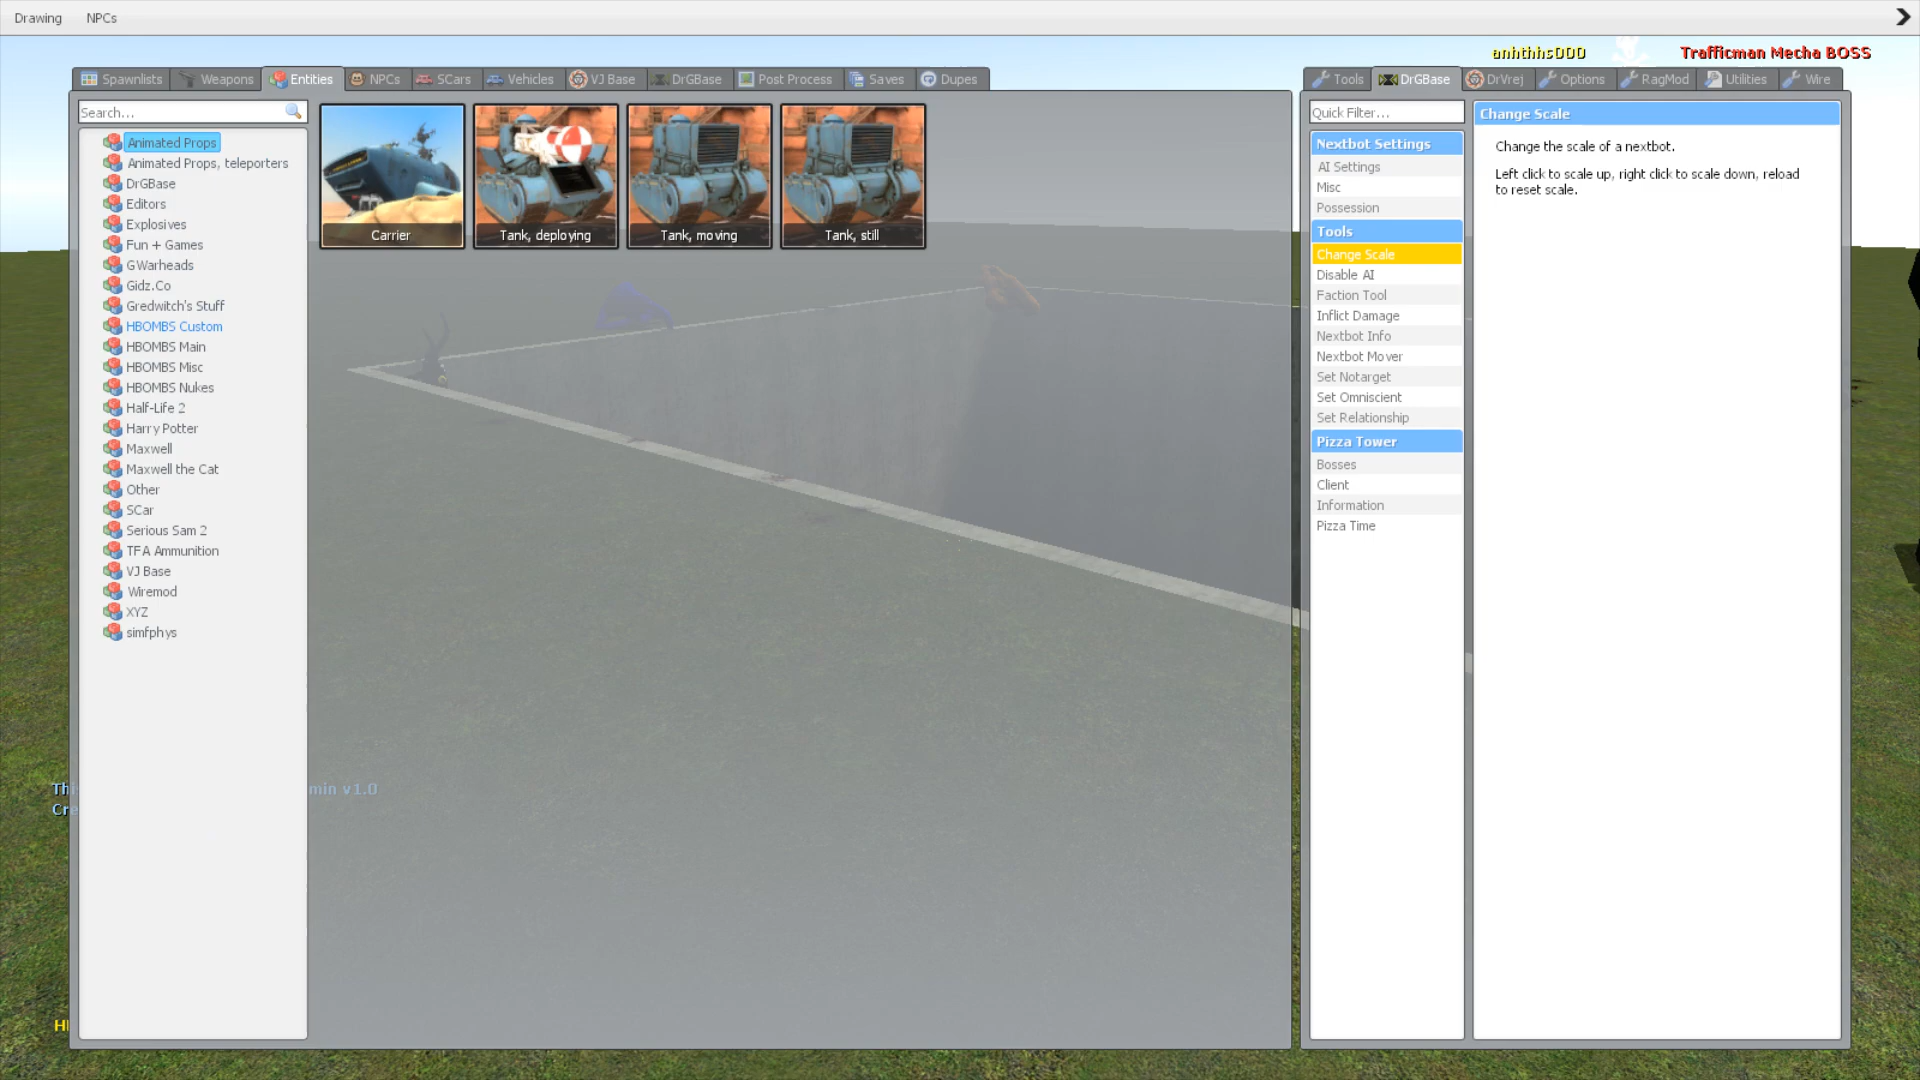 Drawing NPCs
anhthhsDDD Trafficman Mecha BOSS
Spawnlists Weapons Entities NPCs SCars Vehicles VJ Base DrGBase Post Process Saves Dupes
Tools DrGBase DrVrej Options RagMod Utilities Wire
Search...
Animated Props
Animated Props, teleporters
DrGBase
Editors
Explosives
Fun + Games
GWarheads
Gidz.Co
Gredwitch's Stuff
HBOMBS Custom
HBOMBS Main
HBOMBS Misc
HBOMBS Nukes
Half-Life 2
Harry Potter
Maxwell
Maxwell the Cat
Other
SCar
Serious Sam 2
TFA Ammunition
VJ Base
Wiremod
XYZ
simfphys
Carrier
Tank, deploying
Tank, moving
Tank, still
min v1.0
Quick Filter...
Nextbot Settings
AI Settings
Misc
Possession
Tools
Change Scale
Disable AI
Faction Tool
Inflict Damage
Nextbot Info
Nextbot Mover
Set Notarget
Set Omniscient
Set Relationship
Pizza Tower
Bosses
Client
Information
Pizza Time
Change Scale
Change the scale of a nextbot.
Left click to scale up, right click to scale down, reload
to reset scale.